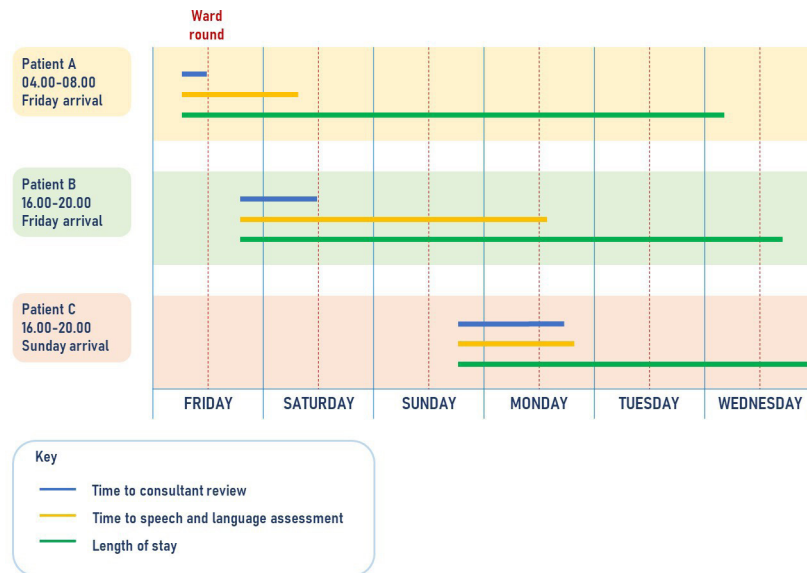 Ward
round
Patient A
04.00-08.00
Friday arrival
Patient B
16.00-20.00
Friday arrival
Patient C
16.00-20.00
Sunday arrival
FRIDAY
SATURDAY
SUNDAY
MONDAY
TUESDAY
WEDNESDAY
Key
Time to consultant review
Time to speech and language assessment
Length of stay